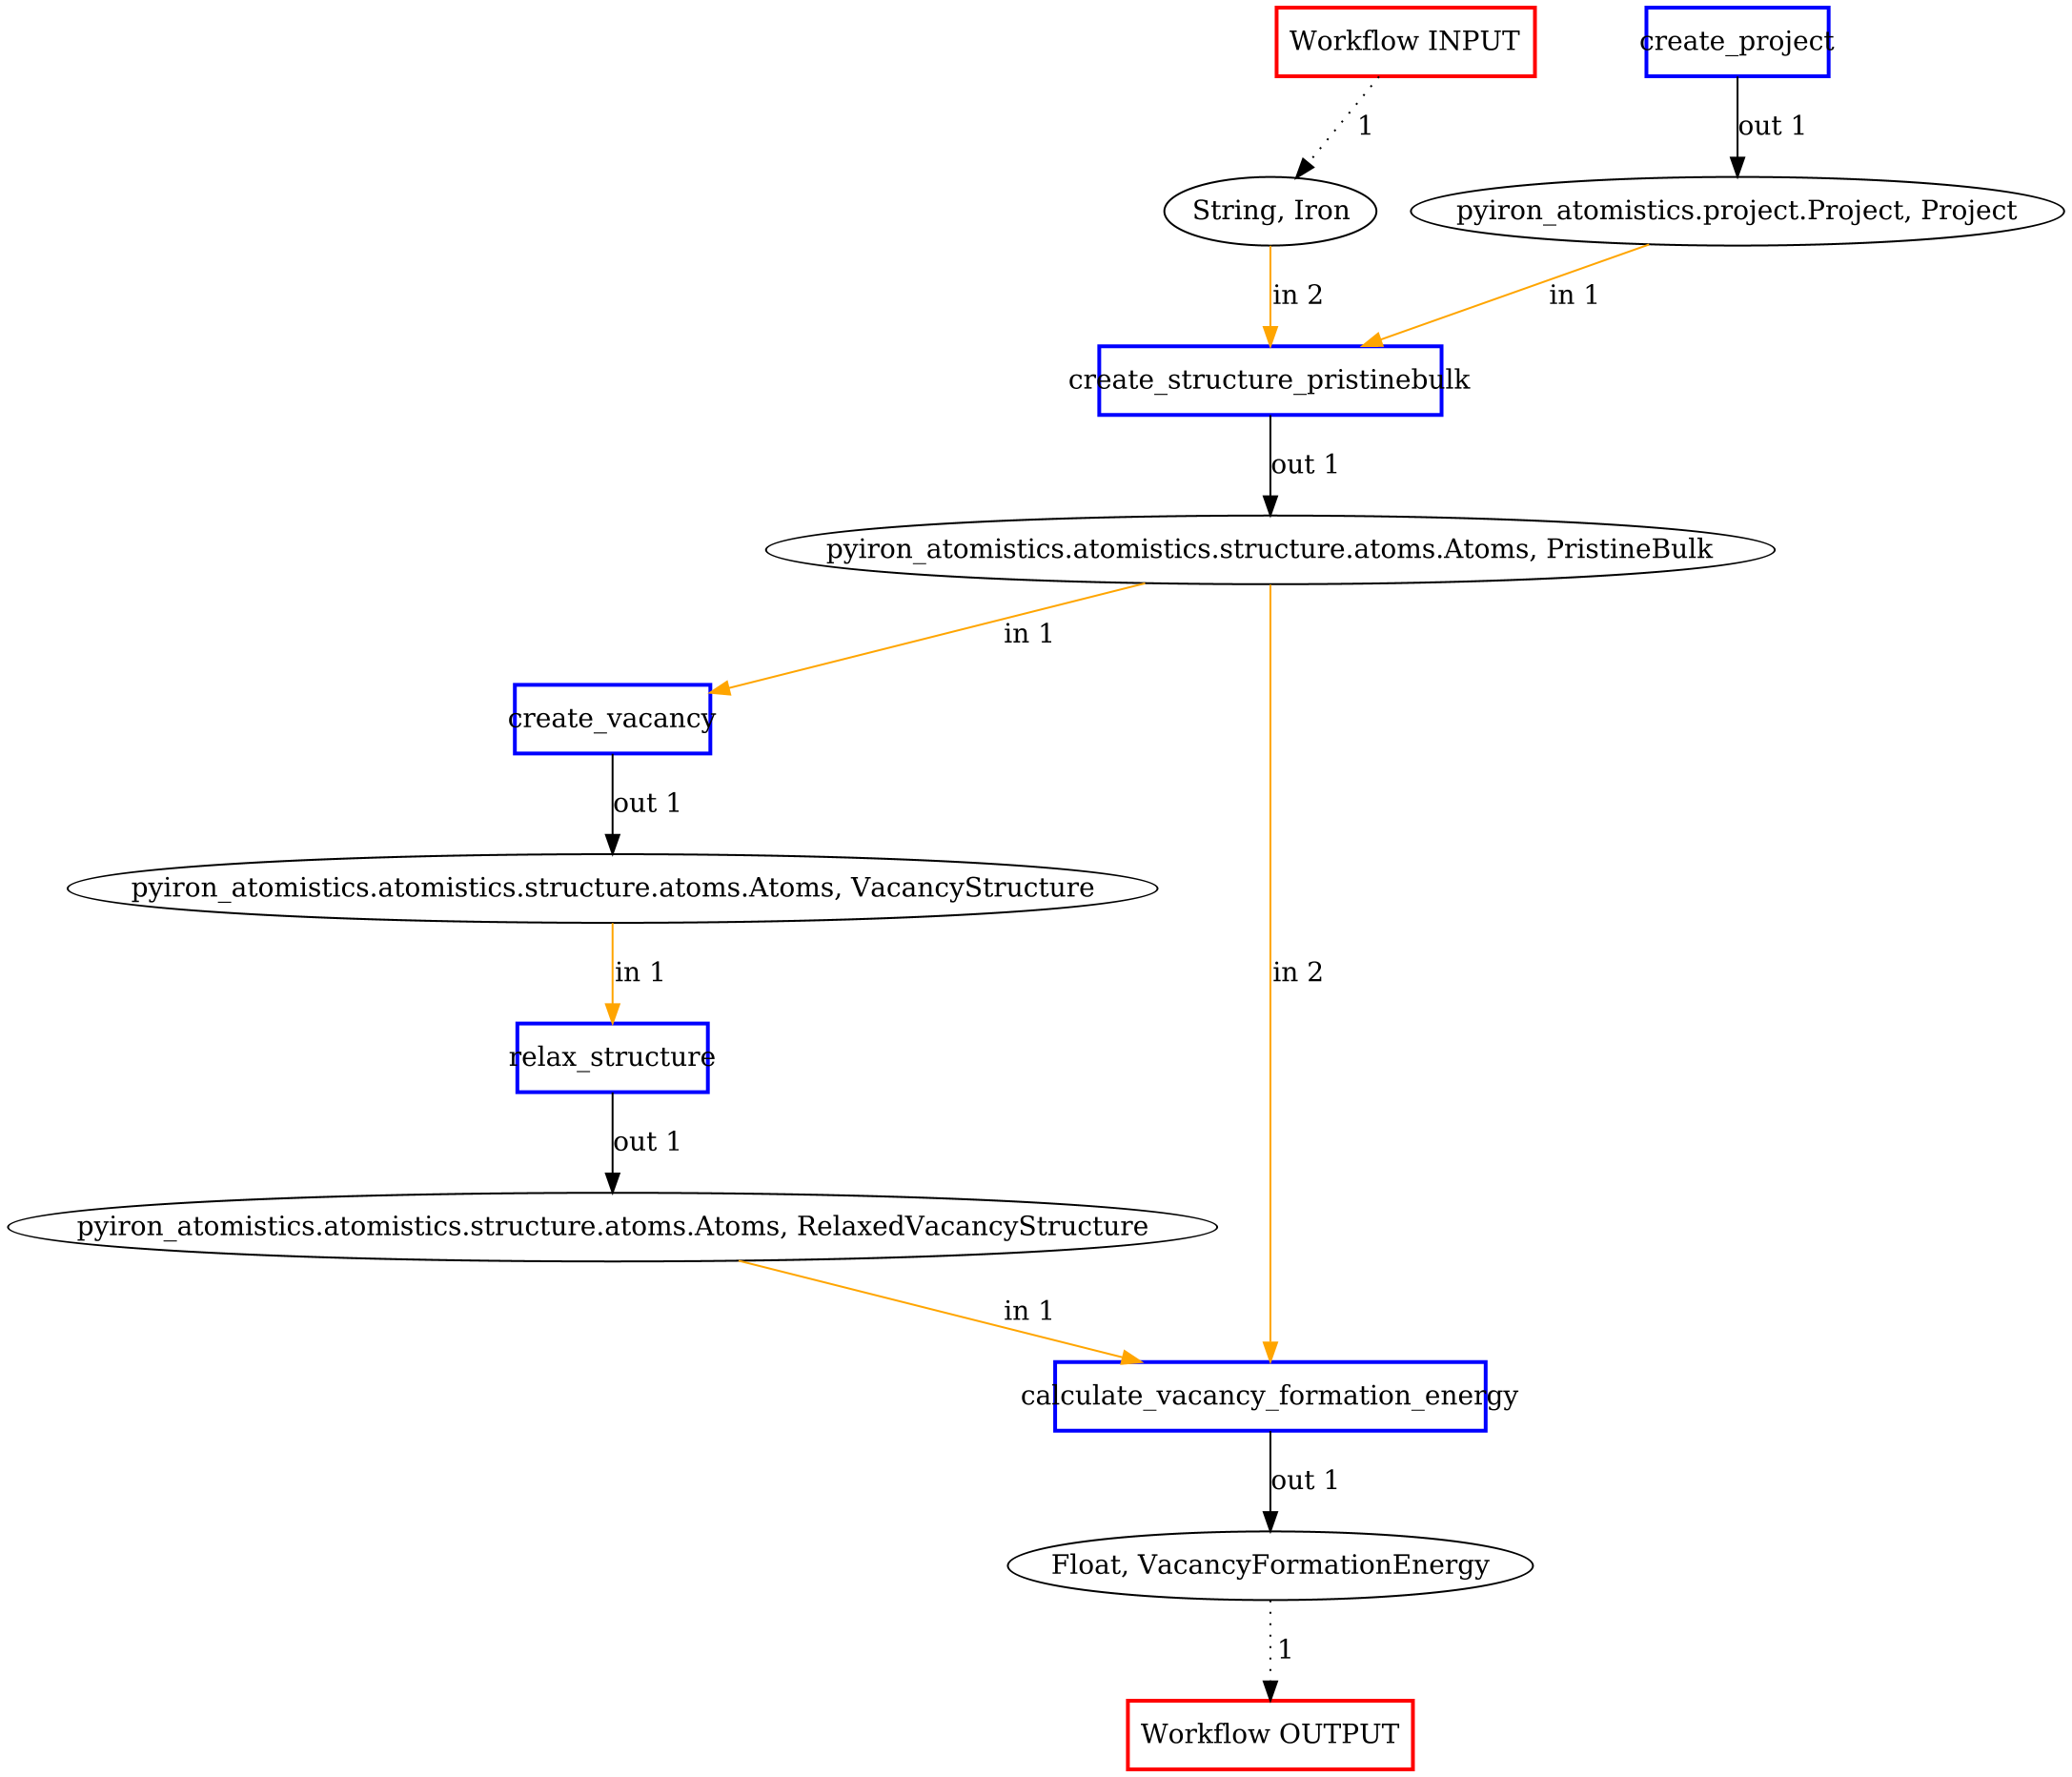 Workflow INPUT
create_project
1
out 1
String, Iron
pyiron_atomistics.project.Project, Project
in 2
in 1
create_structure_pristinebulk
out 1
pyiron_atomistics.atomistics.structure.atoms.Atoms, PristineBulk
in 1
create_vacancy
out 1
pyiron_atomistics.atomistics.structure.atoms.Atoms, VacancyStructure
in 1
in 2
relax_structure
out 1
pyiron_atomistics.atomistics.structure.atoms.Atoms, RelaxedVacancyStructure
in 1
calculate_vacancy_formation_energy
out 1
Float, VacancyFormationEnergy
1
Workflow OUTPUT